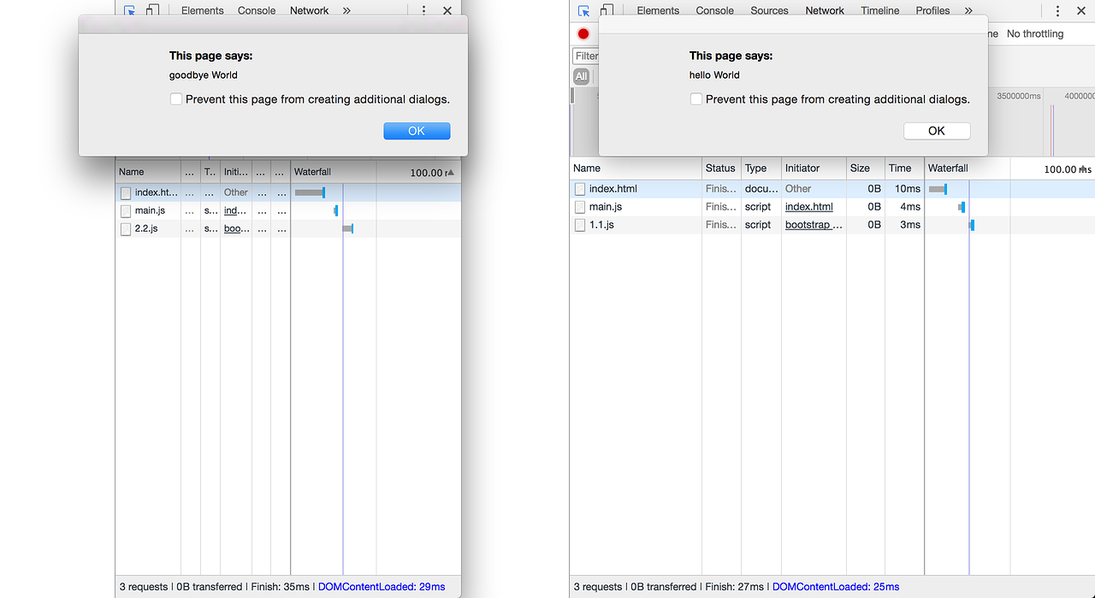 Elements Console Network »
This page says:
goodbye World
Prevent this page from creating additional dialogs.
OK
Name ... T.. Initi... ... ... Waterfall 100.00
index.ht... ... Other ... ...
main.js ... s... ind... ... ...
2.2.js ... s... boo... ... ...
3 requests | 0B transferred | Finish: 35ms | DOMContentLoaded: 29ms
Elements Console Sources Network Timeline Profiles »
ne No throttling
Filter
All
3500000ms 400000
This page says:
hello World
Prevent this page from creating additional dialogs.
OK
Name Status Type Initiator Size Time Waterfall 100.00 ms
index.html Finis... docu... Other 0B 10ms
main.js Finis... script index.html 0B 4ms
1.1.js Finis... script bootstrap ... 0B 3ms
3 requests | 0B transferred | Finish: 27ms | DOMContentLoaded: 25ms